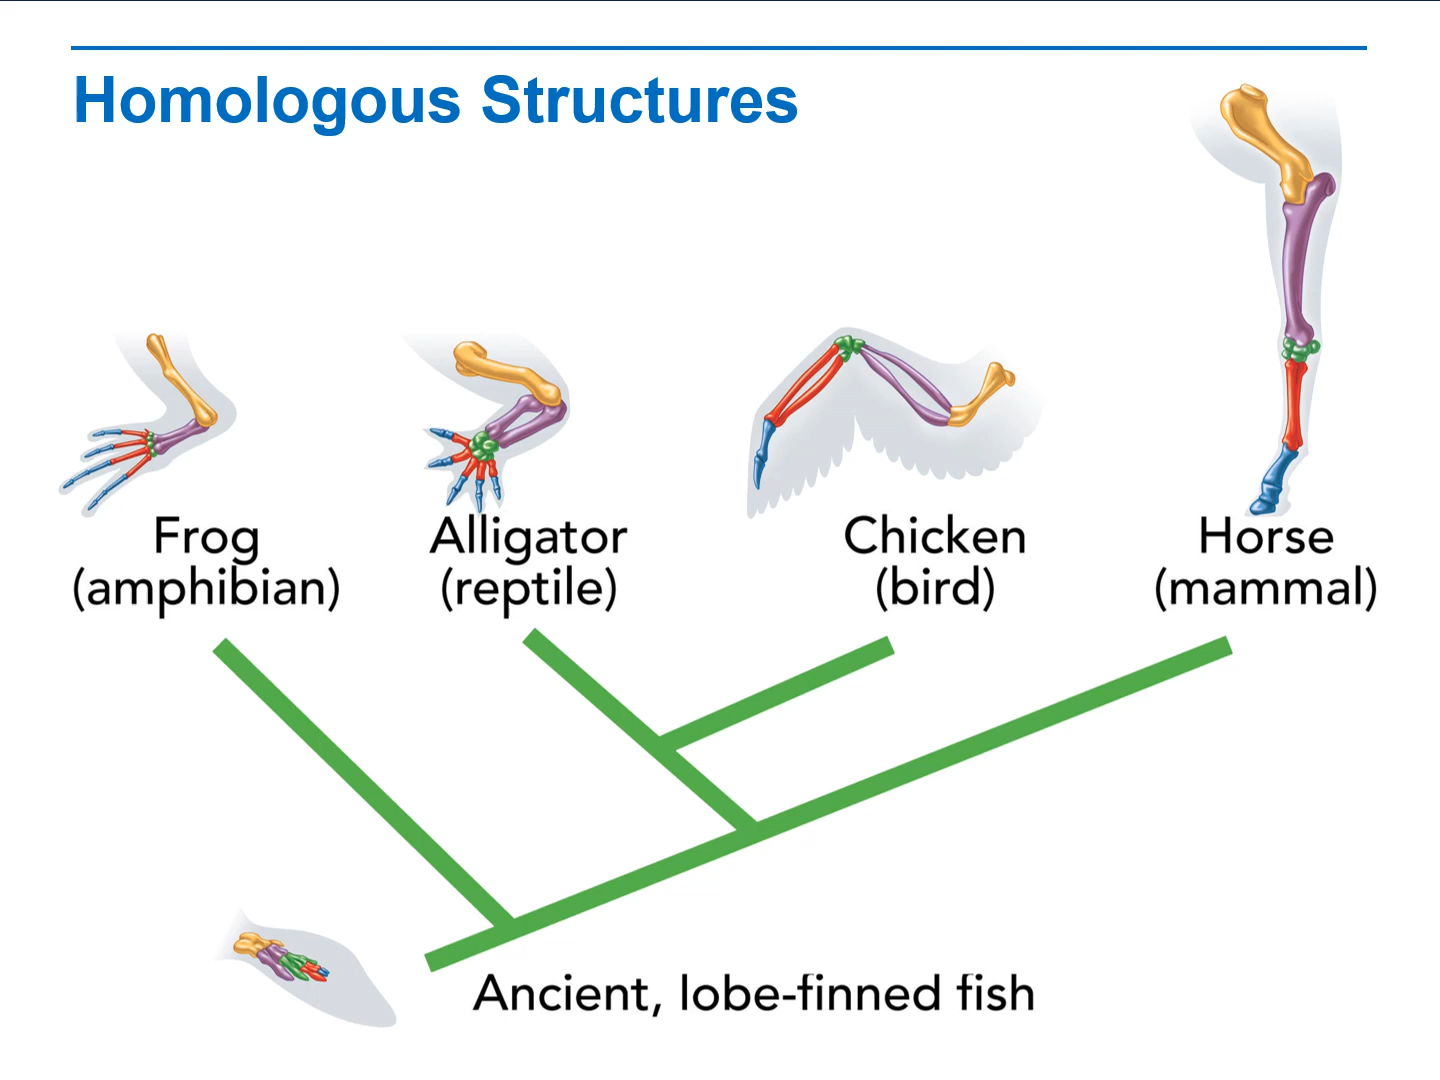 Homologous Structures
Frog
(amphibian)
Alligator
(reptile)
Chicken
(bird)
Horse
(mammal)
Ancient, lobe-finned fish